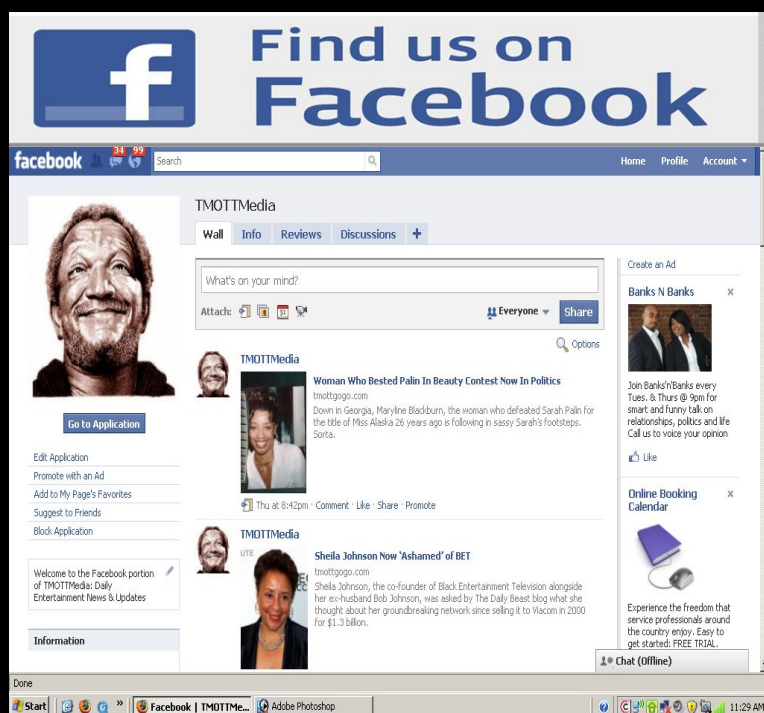 f
Find us on
Facebook
facebook
34 99
Search
Home Profile Account
TMOTTMedia
Wall Info Reviews Discussions +
What's on your mind?
Attach: 31
Everyone Share
Options
TMOTTMedia
Woman Who Bested Palin In Beauty Contest Now In Politics
tmottgogo.com
Down in Georgia, Maryline Blackburn, the woman who defeated Sarah Palin for
the title of Miss Alaska 26 years ago is following in sassy Sarah's footsteps.
Sorta.
Thu at 8:42pm · Comment · Like · Share · Promote
TMOTTMedia
UTE
Sheila Johnson Now 'Ashamed' of BET
tmottgogo.com
Sheila Johnson, the co-founder of Black Entertainment Television alongside
her ex-husband Bob Johnson, was asked by The Daily Beast blog what she
thought about her groundbreaking network since selling it to Viacom in 2000
for $1.3 billion.
Go to Application
Edit Application
Promote with an Ad
Add to My Page's Favorites
Suggest to Friends
Block Application
Welcome to the Facebook portion
of TMOTTMedia: Daily
Entertainment News & Updates
Information
Create an Ad
Banks N Banks x
Join Banks'n'Banks every
Tues. & Thurs @ 9pm for
smart and funny talk on
relationships, politics and life
Call us to voice your opinion
Like
Online Booking x
Calendar
Experience the freedom that
service professionals around
the country enjoy. Easy to
get started: FREE TRIAL.
Chat (Offline)
Done
Start » Facebook | TMOTTMe... Adobe Photoshop 11:29 AM